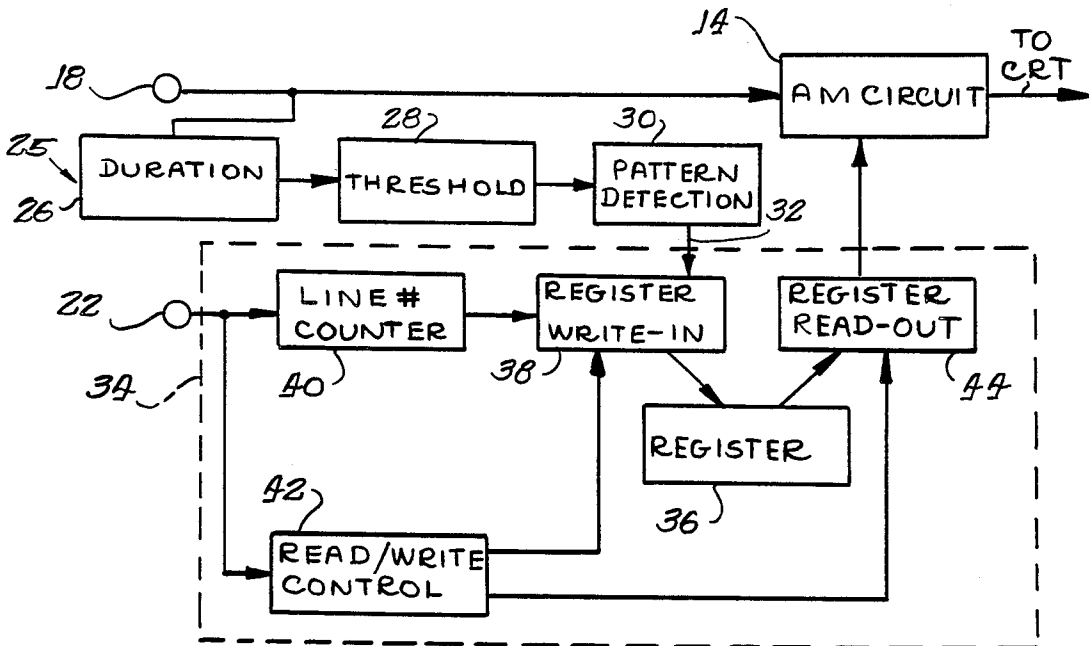 14
TO
CRT
18
AM CIRCUIT
28
30
25
DURATION
THRESHOLD
PATTERN
DETECTION
26
32
22
LINE #
COUNTER
REGISTER
WRITE-IN
REGISTER
READ-OUT
34
40
38
44
REGISTER
42
36
READ/WRITE
CONTROL